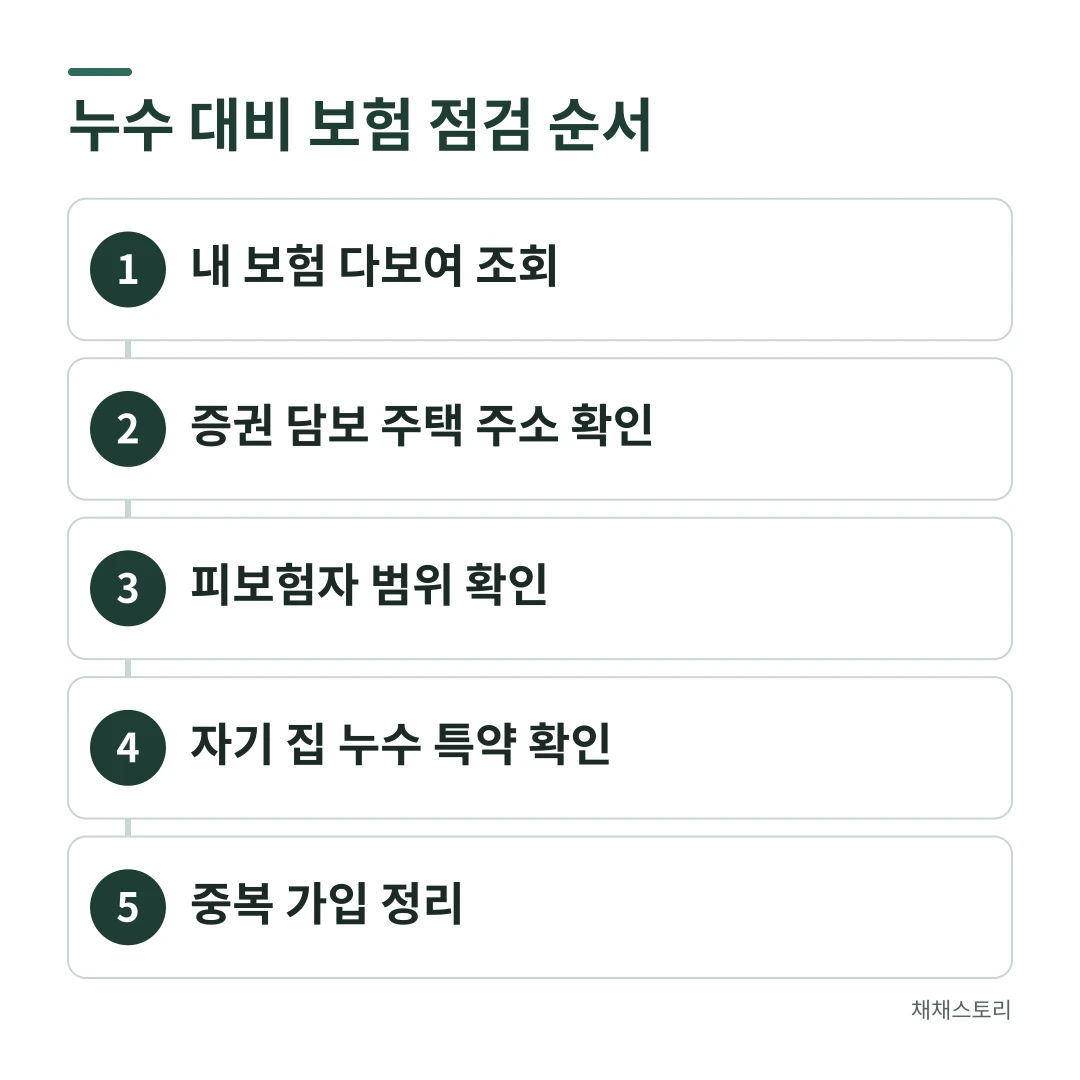 누수 대비 보험 점검 순서
1 내 보험 다보여 조회
2 증권 담보 주택 주소 확인
3 피보험자 범위 확인
4 자기 집 누수 특약 확인
5 중복 가입 정리
채채스토리